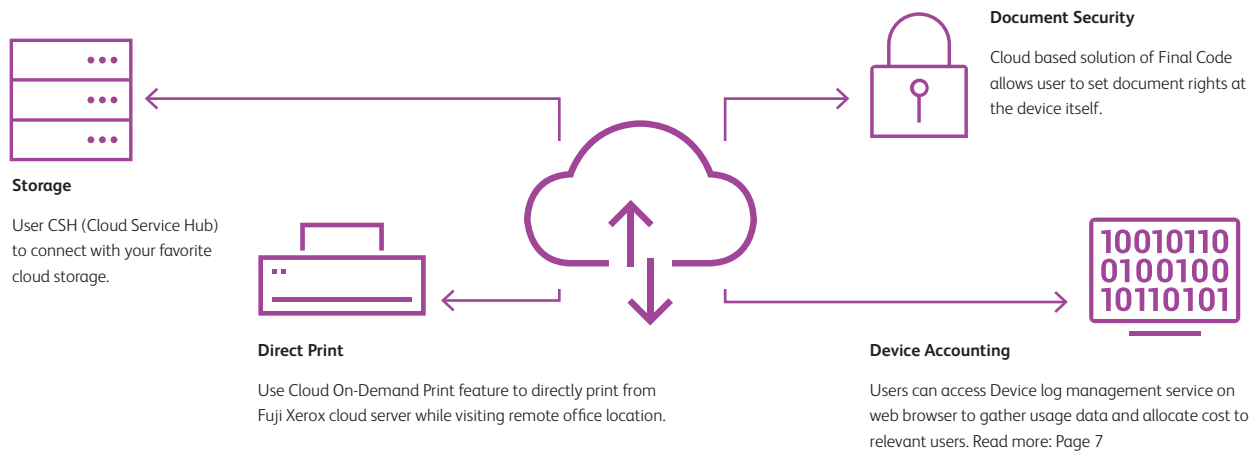 Document Security
Cloud based solution of Final Code
allows user to set document rights at
the device itself.
Storage
User CSH (Cloud Service Hub)
to connect with your favorite
cloud storage.
10010110
0100100
10110101
Direct Print
Use Cloud On-Demand Print feature to directly print from
Fuji Xerox cloud server while visiting remote office location.
Device Accounting
Users can access Device log management service on
web browser to gather usage data and allocate cost to
relevant users. Read more: Page 7